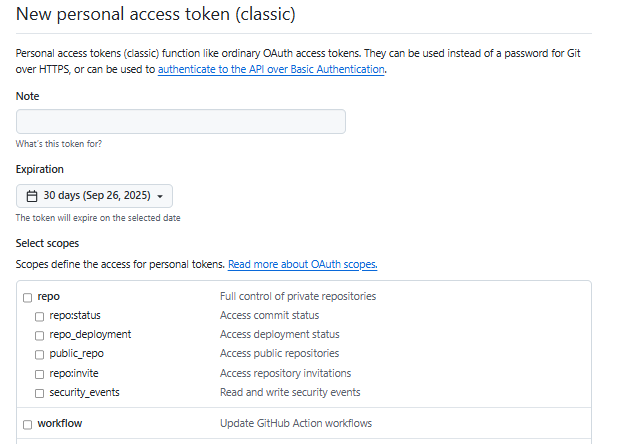 New personal access token (classic)
Personal access tokens (classic) function like ordinary OAuth access tokens. They can be used instead of a password for Git
over HTTPS, or can be used to authenticate to the API over Basic Authentication.
Note
What's this token for?
Expiration
30 days (Sep 26, 2025)
The token will expire on the selected date
Select scopes
Scopes define the access for personal tokens. Read more about OAuth scopes.
repo Full control of private repositories
repo:status Access commit status
repo_deployment Access deployment status
public_repo Access public repositories
repo:invite Access repository invitations
security_events Read and write security events
workflow Update GitHub Action workflows